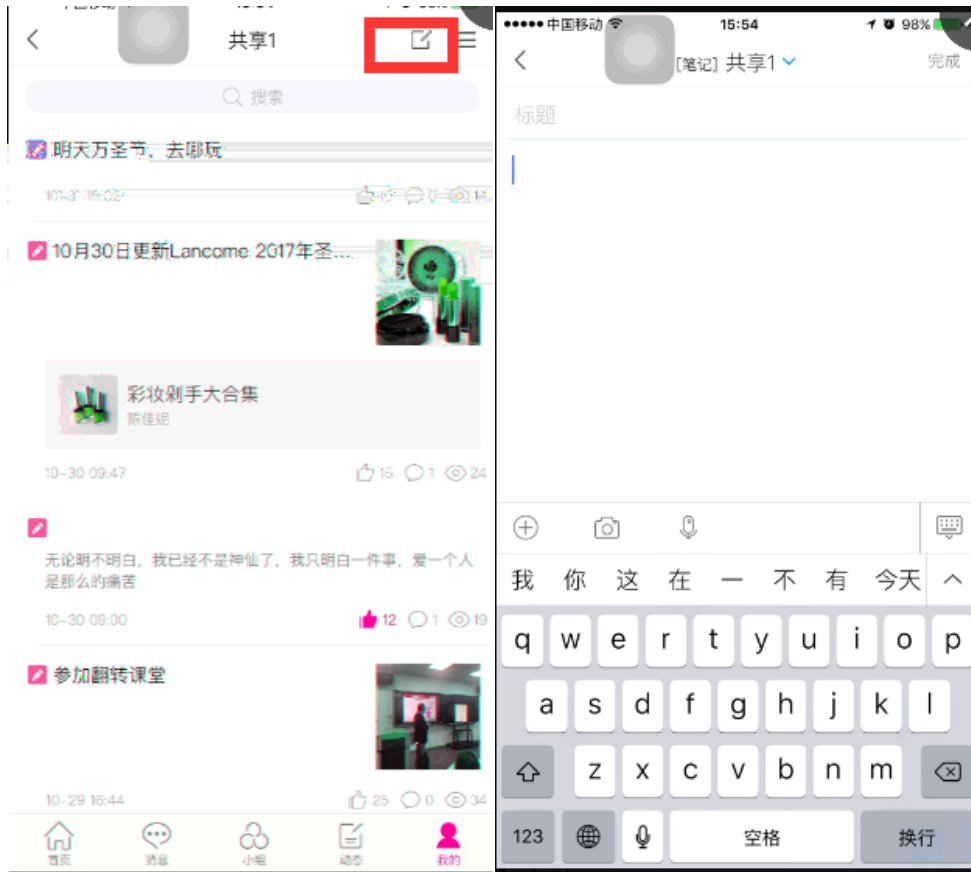 共享1
搜索
明天万圣节，去哪玩
10月30日更新Lancome 2017年圣...
彩妆剁手大合集
陈佳妮
10-30 09:47
15 1 24
无论明不明白，我已经不是神仙了，我只明白一件事，爱一个人
是那么的痛苦
10-30 09:00
12 1 19
参加翻转课堂
10-29 16:44
25 0 34
首页 消息 小组 动态 我的
中国移动 15:54 98%
[笔记] 共享1 完成
标题
我 你 这 在 一 不 有 今天
q w e r t y u i o p
a s d f g h j k l
z x c v b n m
123 空格 换行